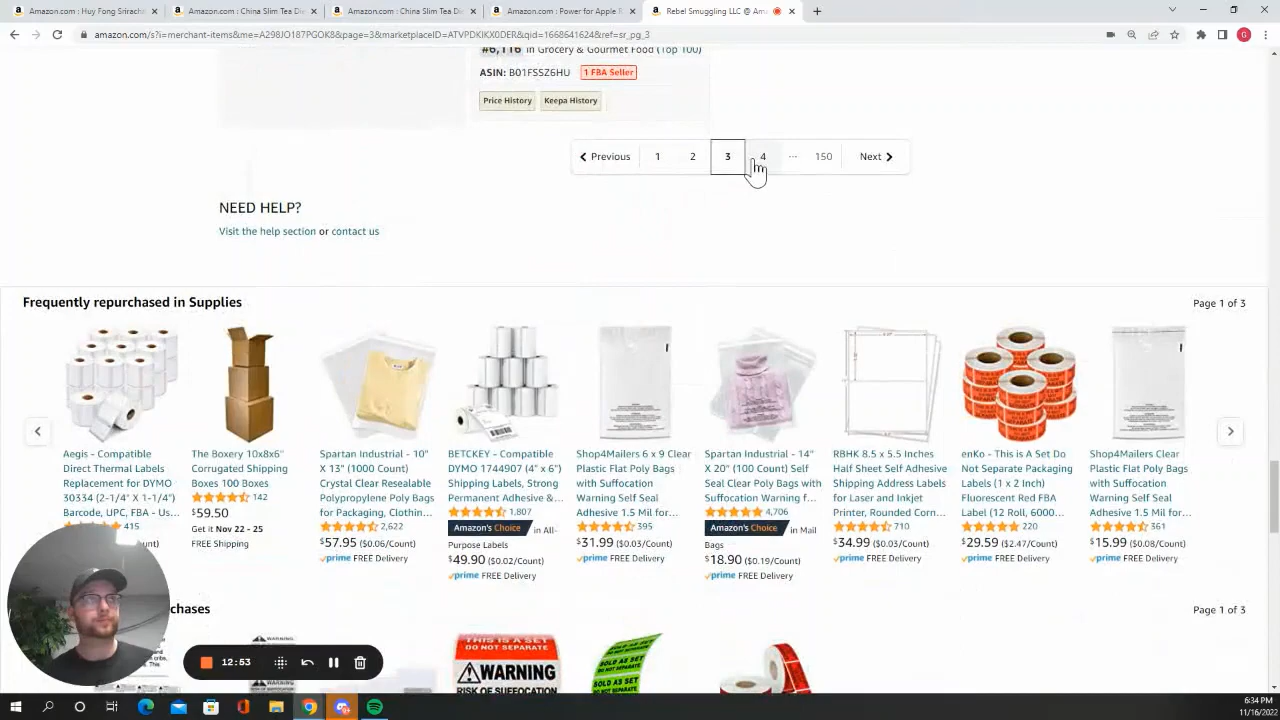 Amazon.com : Huy Fong Srirach
Amazon.com : China Slim Tea Die
Amazon.com : China Slim Tea Die
Amazon.com : Power for Apple R
Rebel Smuggling LLC @ Ama
amazon.com/s?i=merchant-items&me=A298JO187PGOK8&page=3&marketplaceID=ATVPDKIKX0DER&qid=1668641624&ref=sr_pg_3
G
#6,116 in Grocery & Gourmet Food (Top 100)
ASIN: B01FSSZ6HU 1 FBA Seller
Price History Keepa History
Previous 1 2 3 4 ... 150 Next
NEED HELP?
Visit the help section or contact us
Frequently repurchased in Supplies Page 1 of 3
Aegis - Compatible
Direct Thermal Labels
Replacement for DYMO
30334 (2-1/4" X 1-1/4")
Barcode, UPC, FBA - Us...
415
The Boxery 10x8x6"
Corrugated Shipping
Boxes 100 Boxes
142
$59.50
Get it Nov 22 - 25
FREE Shipping
Spartan Industrial - 10"
X 13" (1000 Count)
Crystal Clear Resealable
Polypropylene Poly Bags
for Packaging, Clothin...
2,622
$57.95 ($0.06/Count)
prime FREE Delivery
BETCKEY - Compatible
DYMO 1744907 (4" x 6")
Shipping Labels, Strong
Permanent Adhesive &...
1,807
Amazon's Choice in All-
Purpose Labels
$49.90 ($0.02/Count)
prime FREE Delivery
Shop4Mailers 6 x 9 Clear
Plastic Flat Poly Bags
with Suffocation
Warning Self Seal
Adhesive 1.5 Mil for...
395
$31.99 ($0.03/Count)
prime FREE Delivery
Spartan Industrial - 14"
X 20" (100 Count) Self
Seal Clear Poly Bags with
Suffocation Warning f...
4,706
Amazon's Choice in Mail
Bags
$18.90 ($0.19/Count)
prime FREE Delivery
RBHK 8.5 x 5.5 Inches
Half Sheet Self Adhesive
Shipping Address Labels
for Laser and Inkjet
Printer, Rounded Corn...
710
$34.99 ($0.03/Count)
prime FREE Delivery
enKo - This is A Set Do
Not Separate Packaging
Labels (1 x 2 Inch)
Fluorescent Red FBA
Label (12 Roll, 6000...
220
$29.59 ($2.47/Count)
prime FREE Delivery
Shop4Mailers Clear
Plastic Flat Poly Bags
with Suffocation
Warning Self Seal
Adhesive 1.5 Mil for...
361
$15.99 ($0.08/Count)
prime FREE Delivery
chases Page 1 of 3
THIS IS A SET
DO NOT SEPARATE
WARNING
RISK OF SUFFOCATION
SOLD AS SET
DO NOT SEPARATE
12:53
6:34 PM
11/16/2022